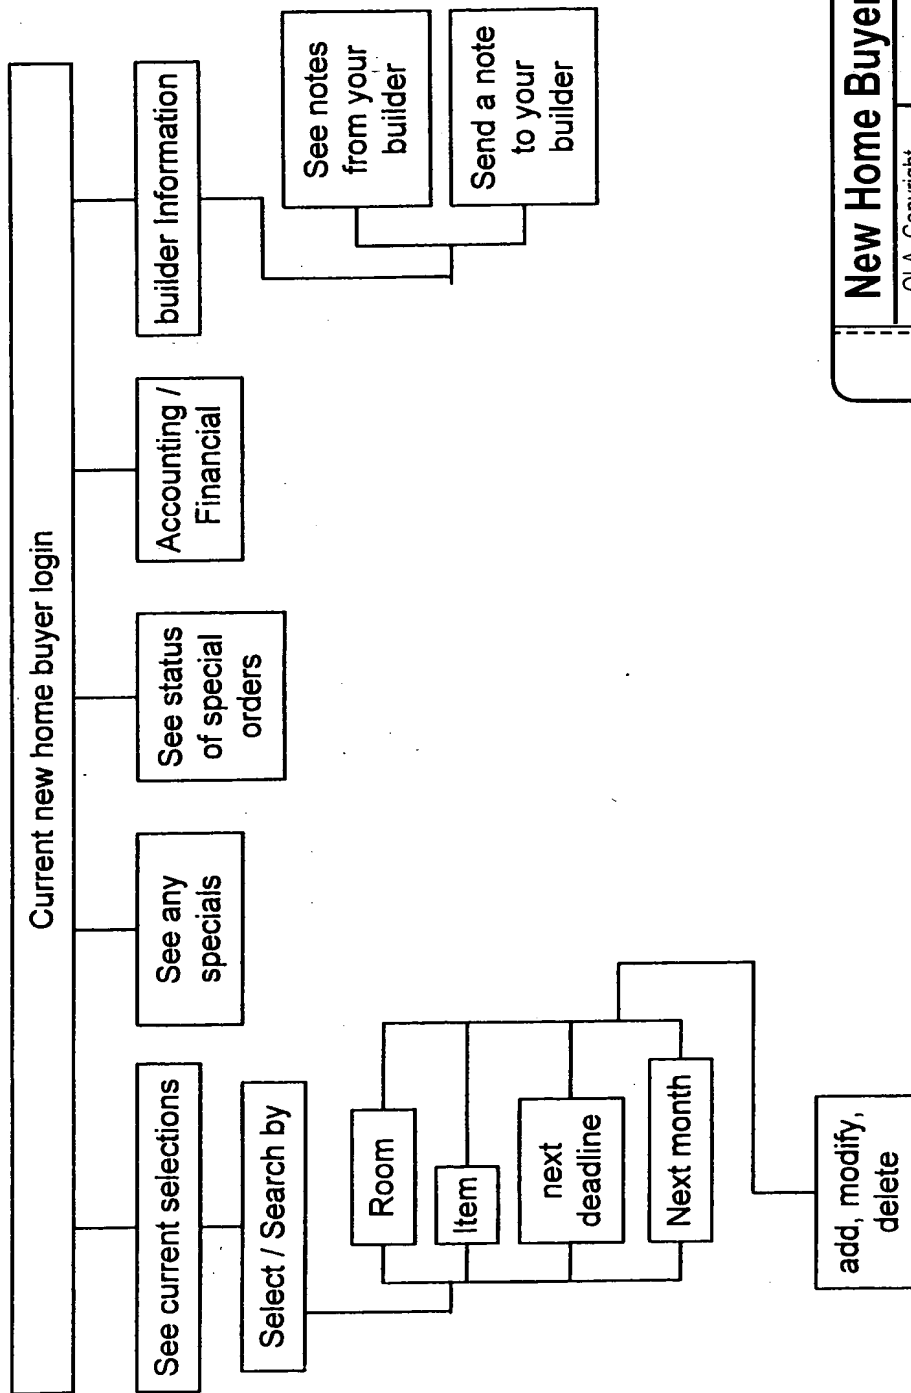 Current new home buyer login
See current selections
See any
specials
See status
of special
orders
Accounting /
Financial
builder Information
Select / Search by
See notes
from your
builder
Send a note
to your
builder
Room
Item
next
deadline
Next month
add, modify,
delete
New Home Buyer
Copyright